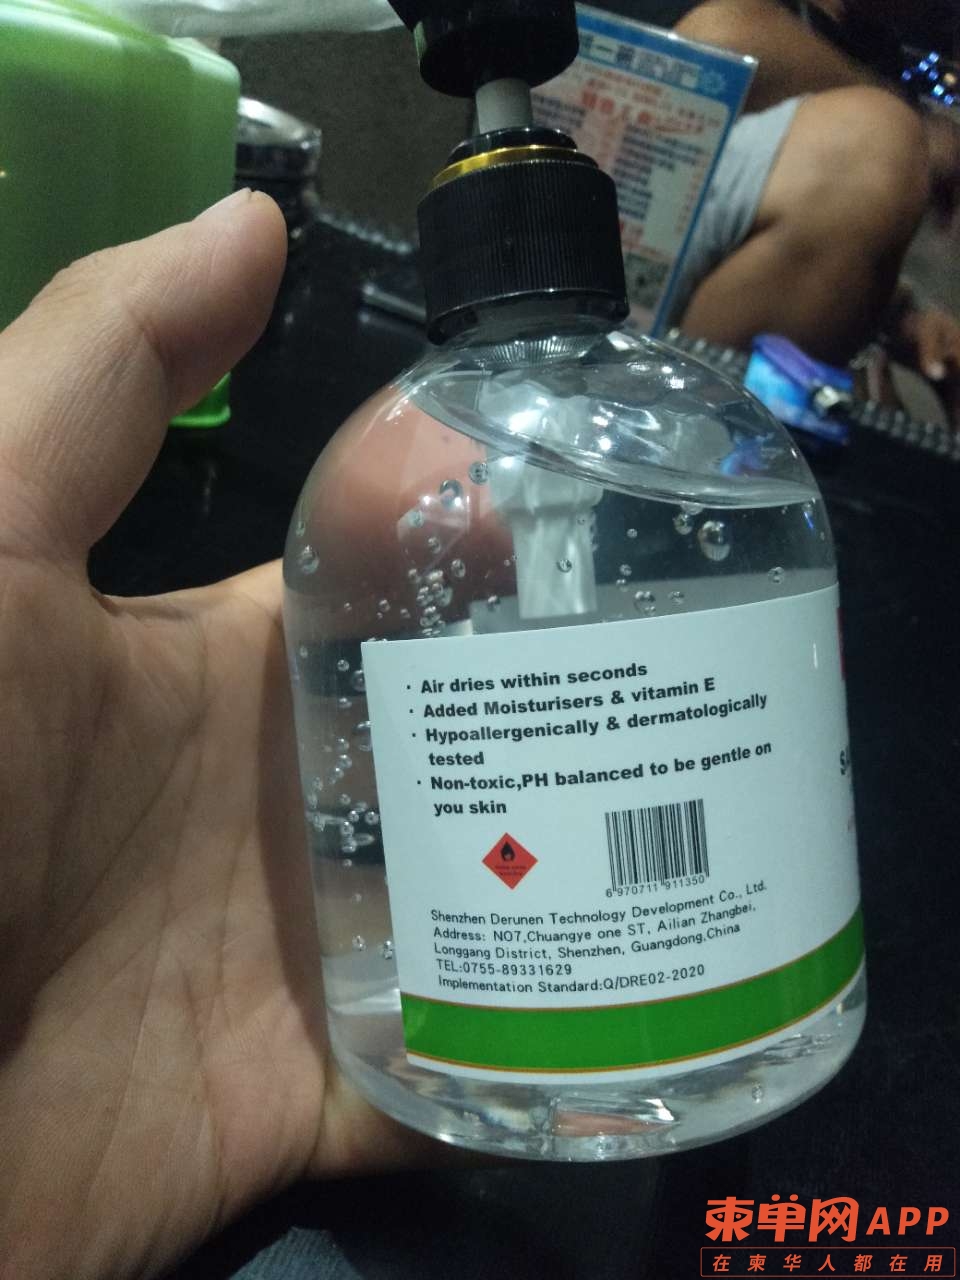 · Air dries within seconds
· Added Moisturisers & vitamin E
· Hypoallergenically & dermatologically
tested
· Non-toxic,PH balanced to be gentle on
you skin
6 970711 911350
Shenzhen Derunen Technology Development Co., Ltd.
Address: NO7,Chuangye one ST, Ailian Zhangbei,
Longgang District, Shenzhen, Guangdong,China
TEL:0755-89331629
Implementation Standard:Q/DRE02-2020
柬单网APP
在柬华人都在用